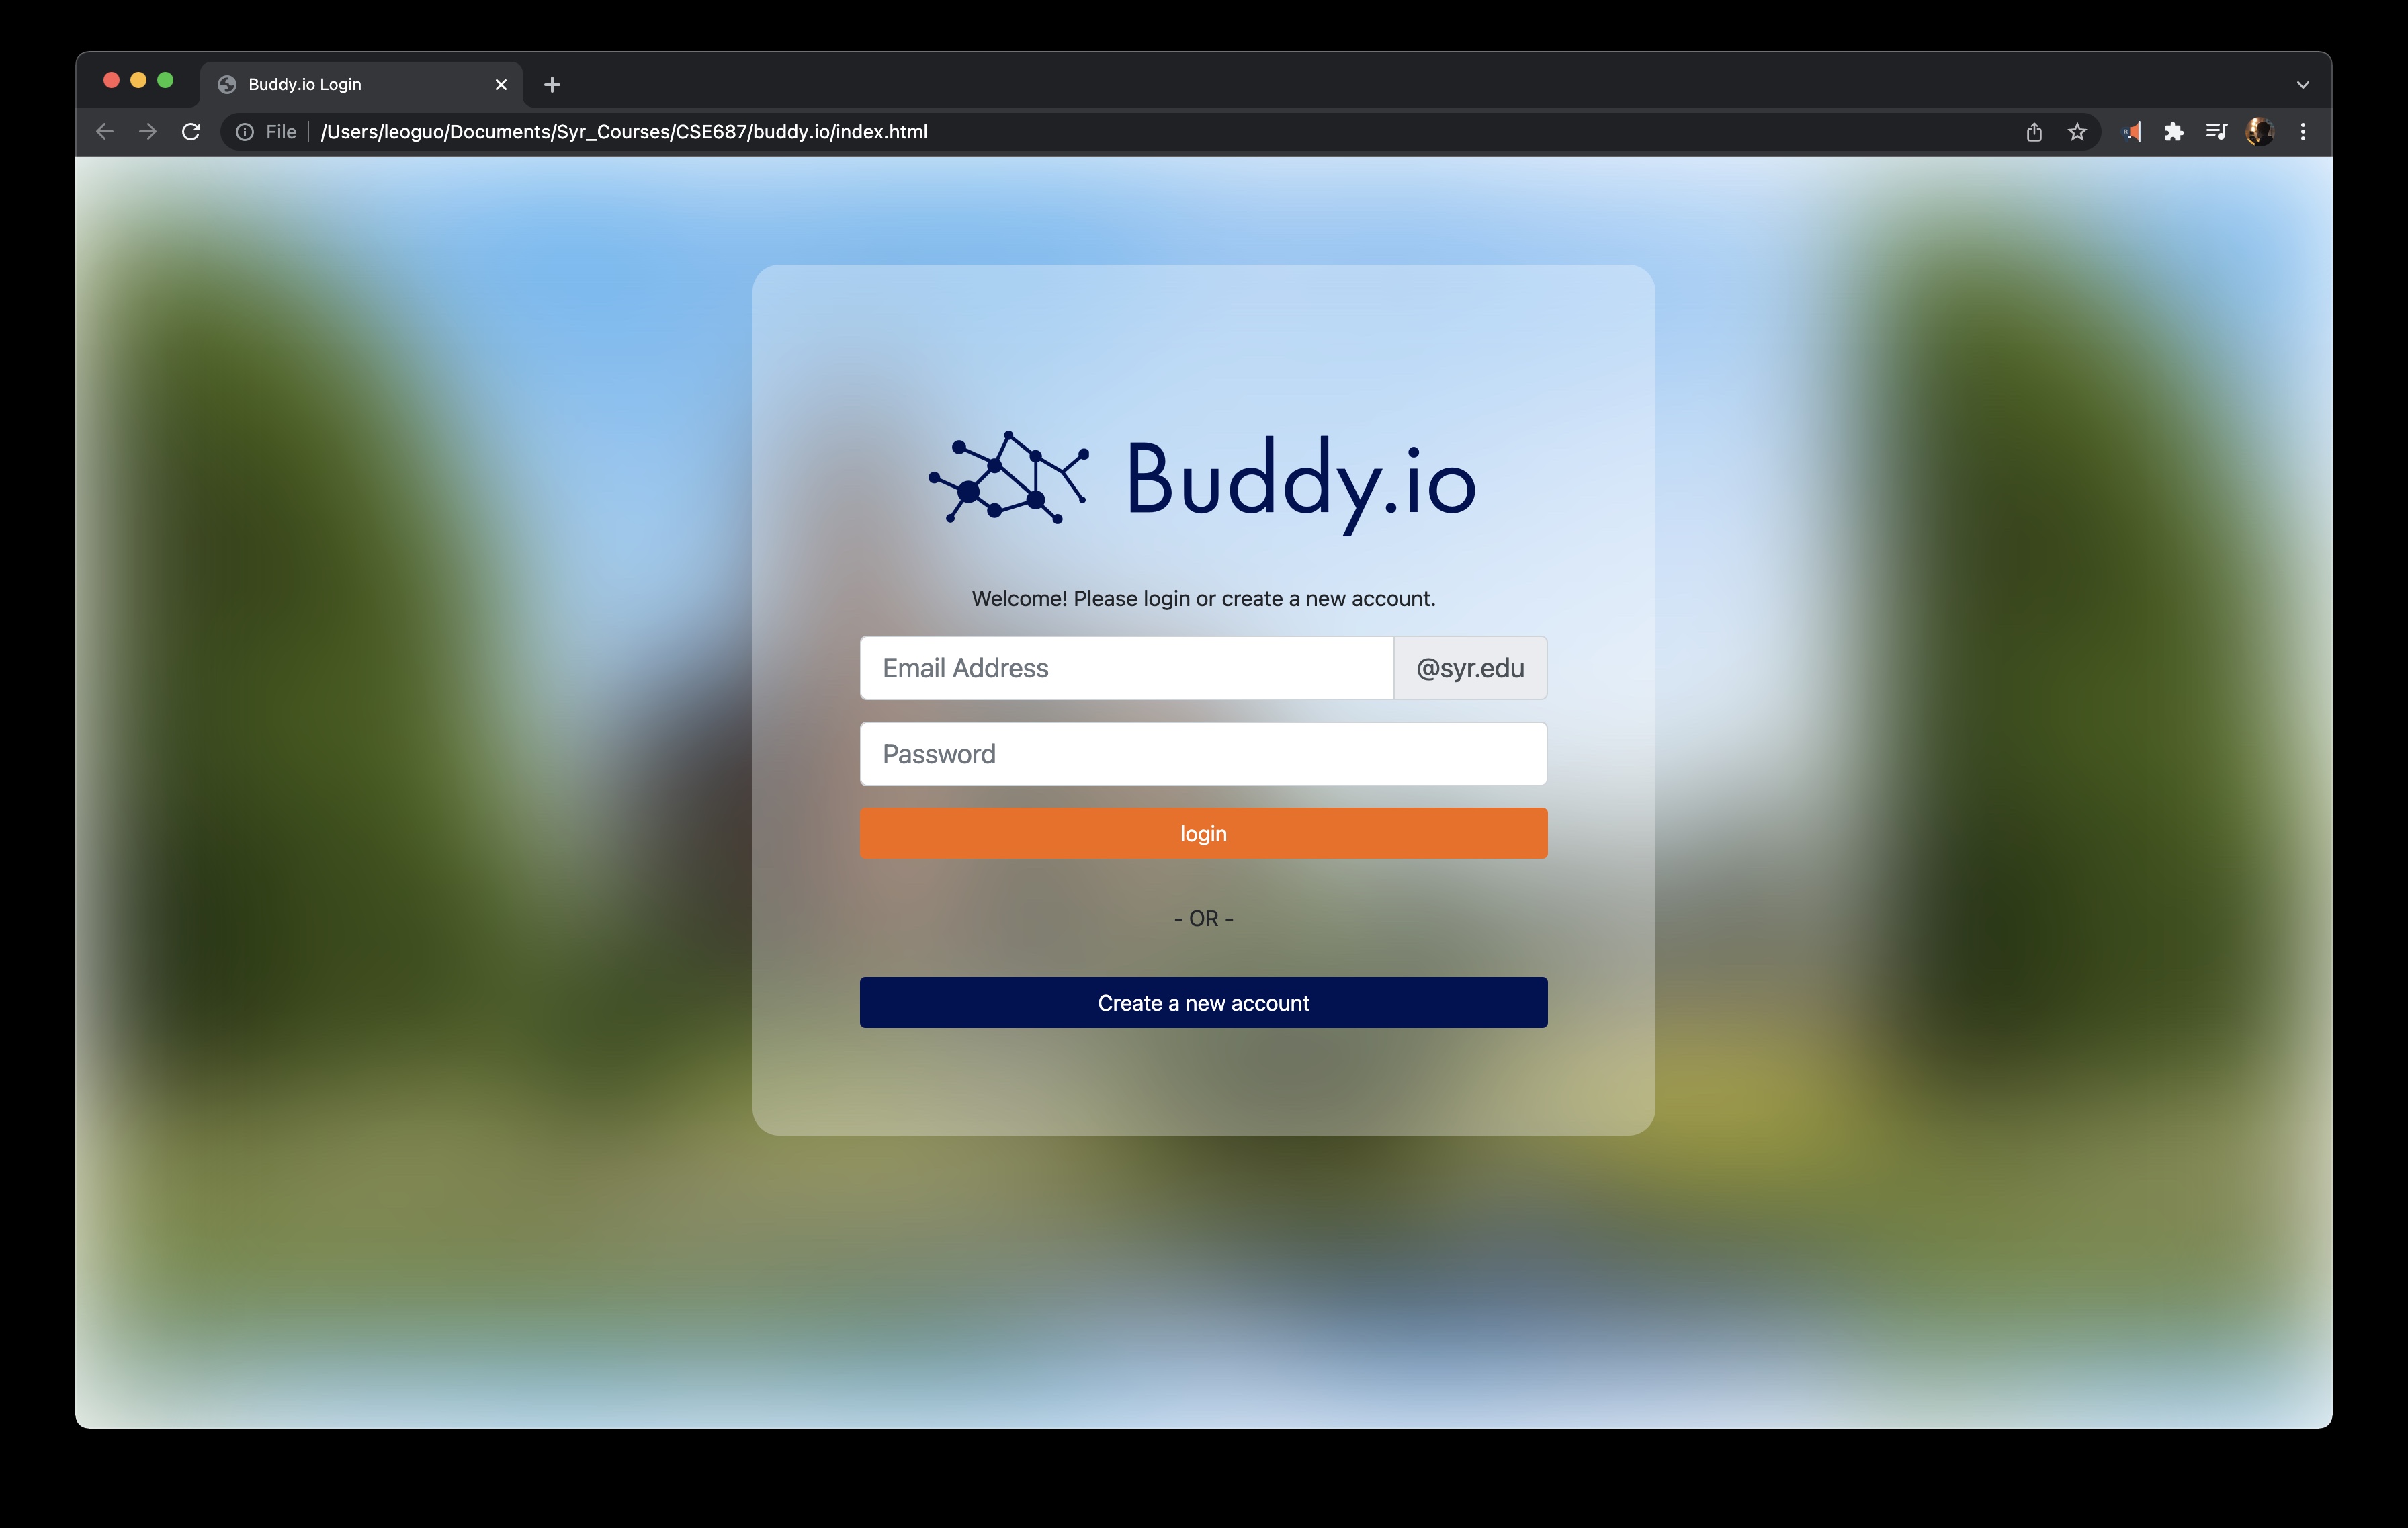 Buddy.io Login
File /Users/leoguo/Documents/Syr_Courses/CSE687/buddy.io/index.html
Buddy.io
Welcome! Please login or create a new account.
Email Address @syr.edu
Password
login
- OR -
Create a new account